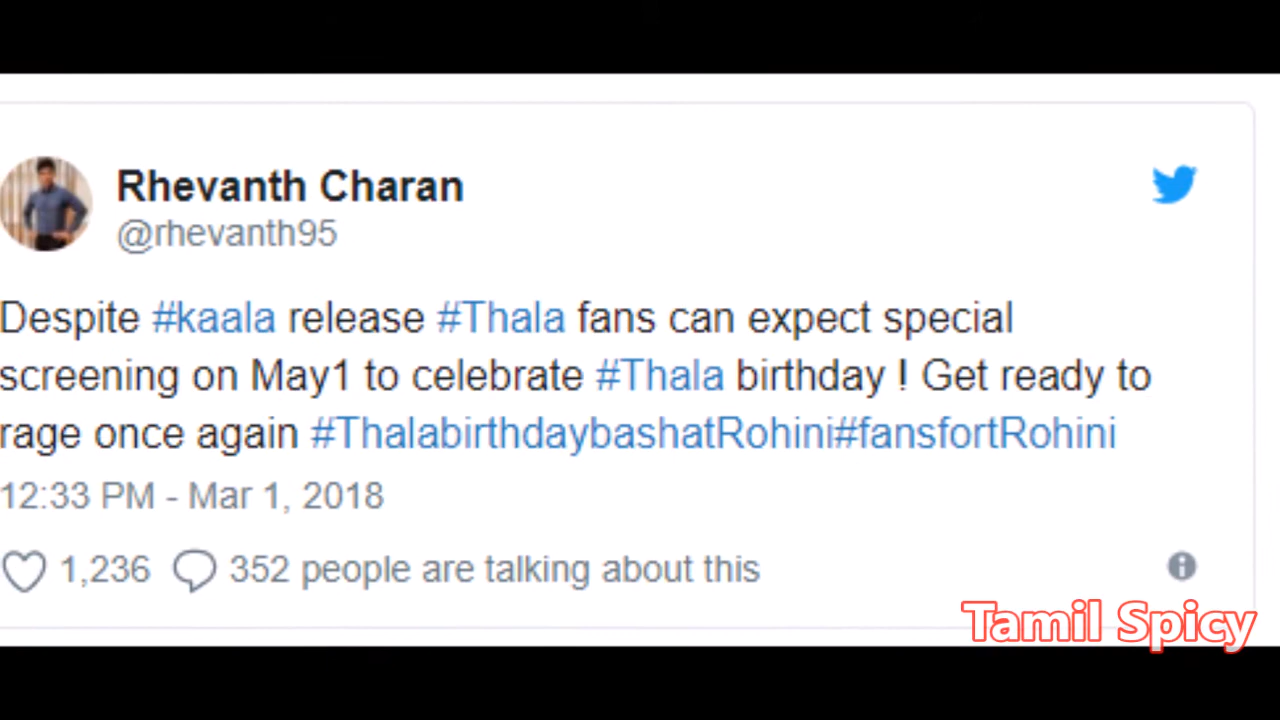 Rhevanth Charan
@rhevanth95
Despite #kaala release #Thala fans can expect special
screening on May1 to celebrate #Thala birthday ! Get ready to
rage once again #ThalabirthdaybashatRohini#fansfortRohini
12:33 PM - Mar 1, 2018
1,236 352 people are talking about this
Tamil Spicy